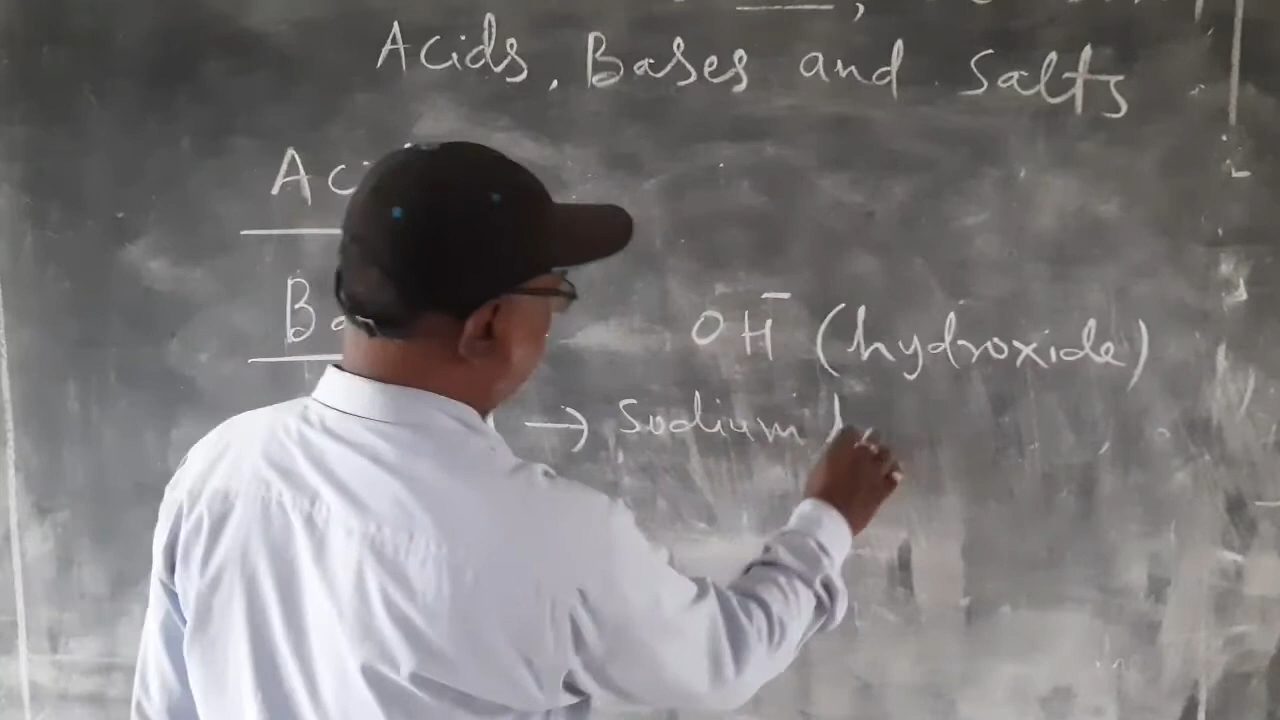 Acids, Bases and Salts
Ac
Ba
OH⁻ (hydroxide)
→ Sodium h